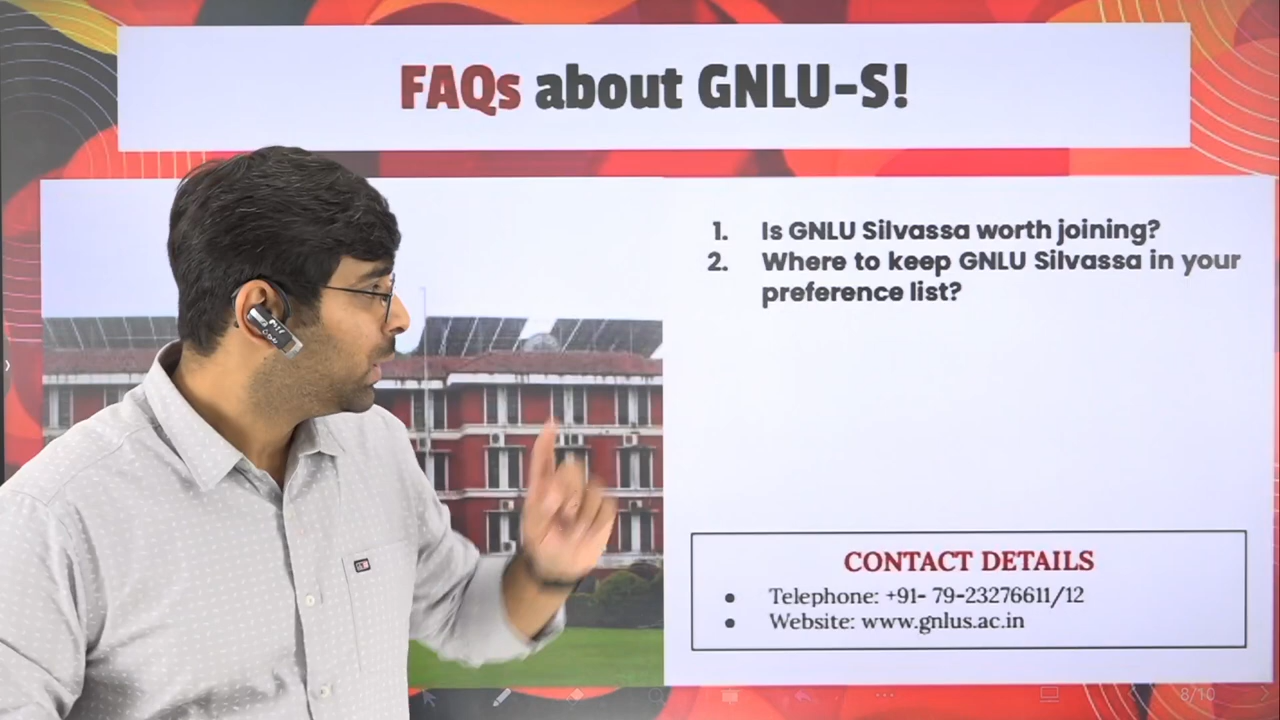 FAQs about GNLU-S!
1. Is GNLU Silvassa worth joining?
2. Where to keep GNLU Silvassa in your
preference list?
CONTACT DETAILS
• Telephone: +91- 79-23276611/12
• Website: www.gnlus.ac.in
8/10